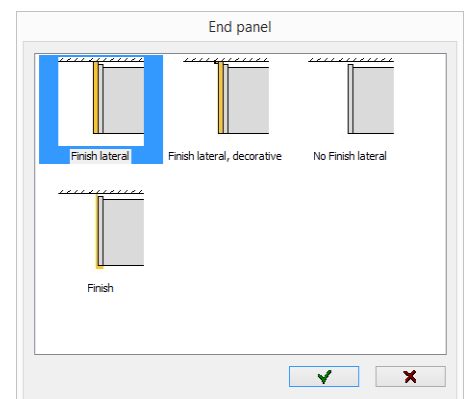 End panel
Finish lateral
Finish lateral, decorative
No Finish lateral
Finish